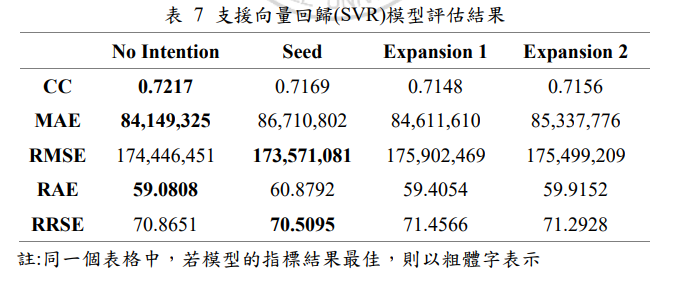 表 7 支援向量回歸(SVR)模型評估結果
No Intention Seed Expansion 1 Expansion 2
CC 0.7217 0.7169 0.7148 0.7156
MAE 84,149,325 86,710,802 84,611,610 85,337,776
RMSE 174,446,451 173,571,081 175,902,469 175,499,209
RAE 59.0808 60.8792 59.4054 59.9152
RRSE 70.8651 70.5095 71.4566 71.2928
註:同一個表格中，若模型的指標結果最佳，則以粗體字表示